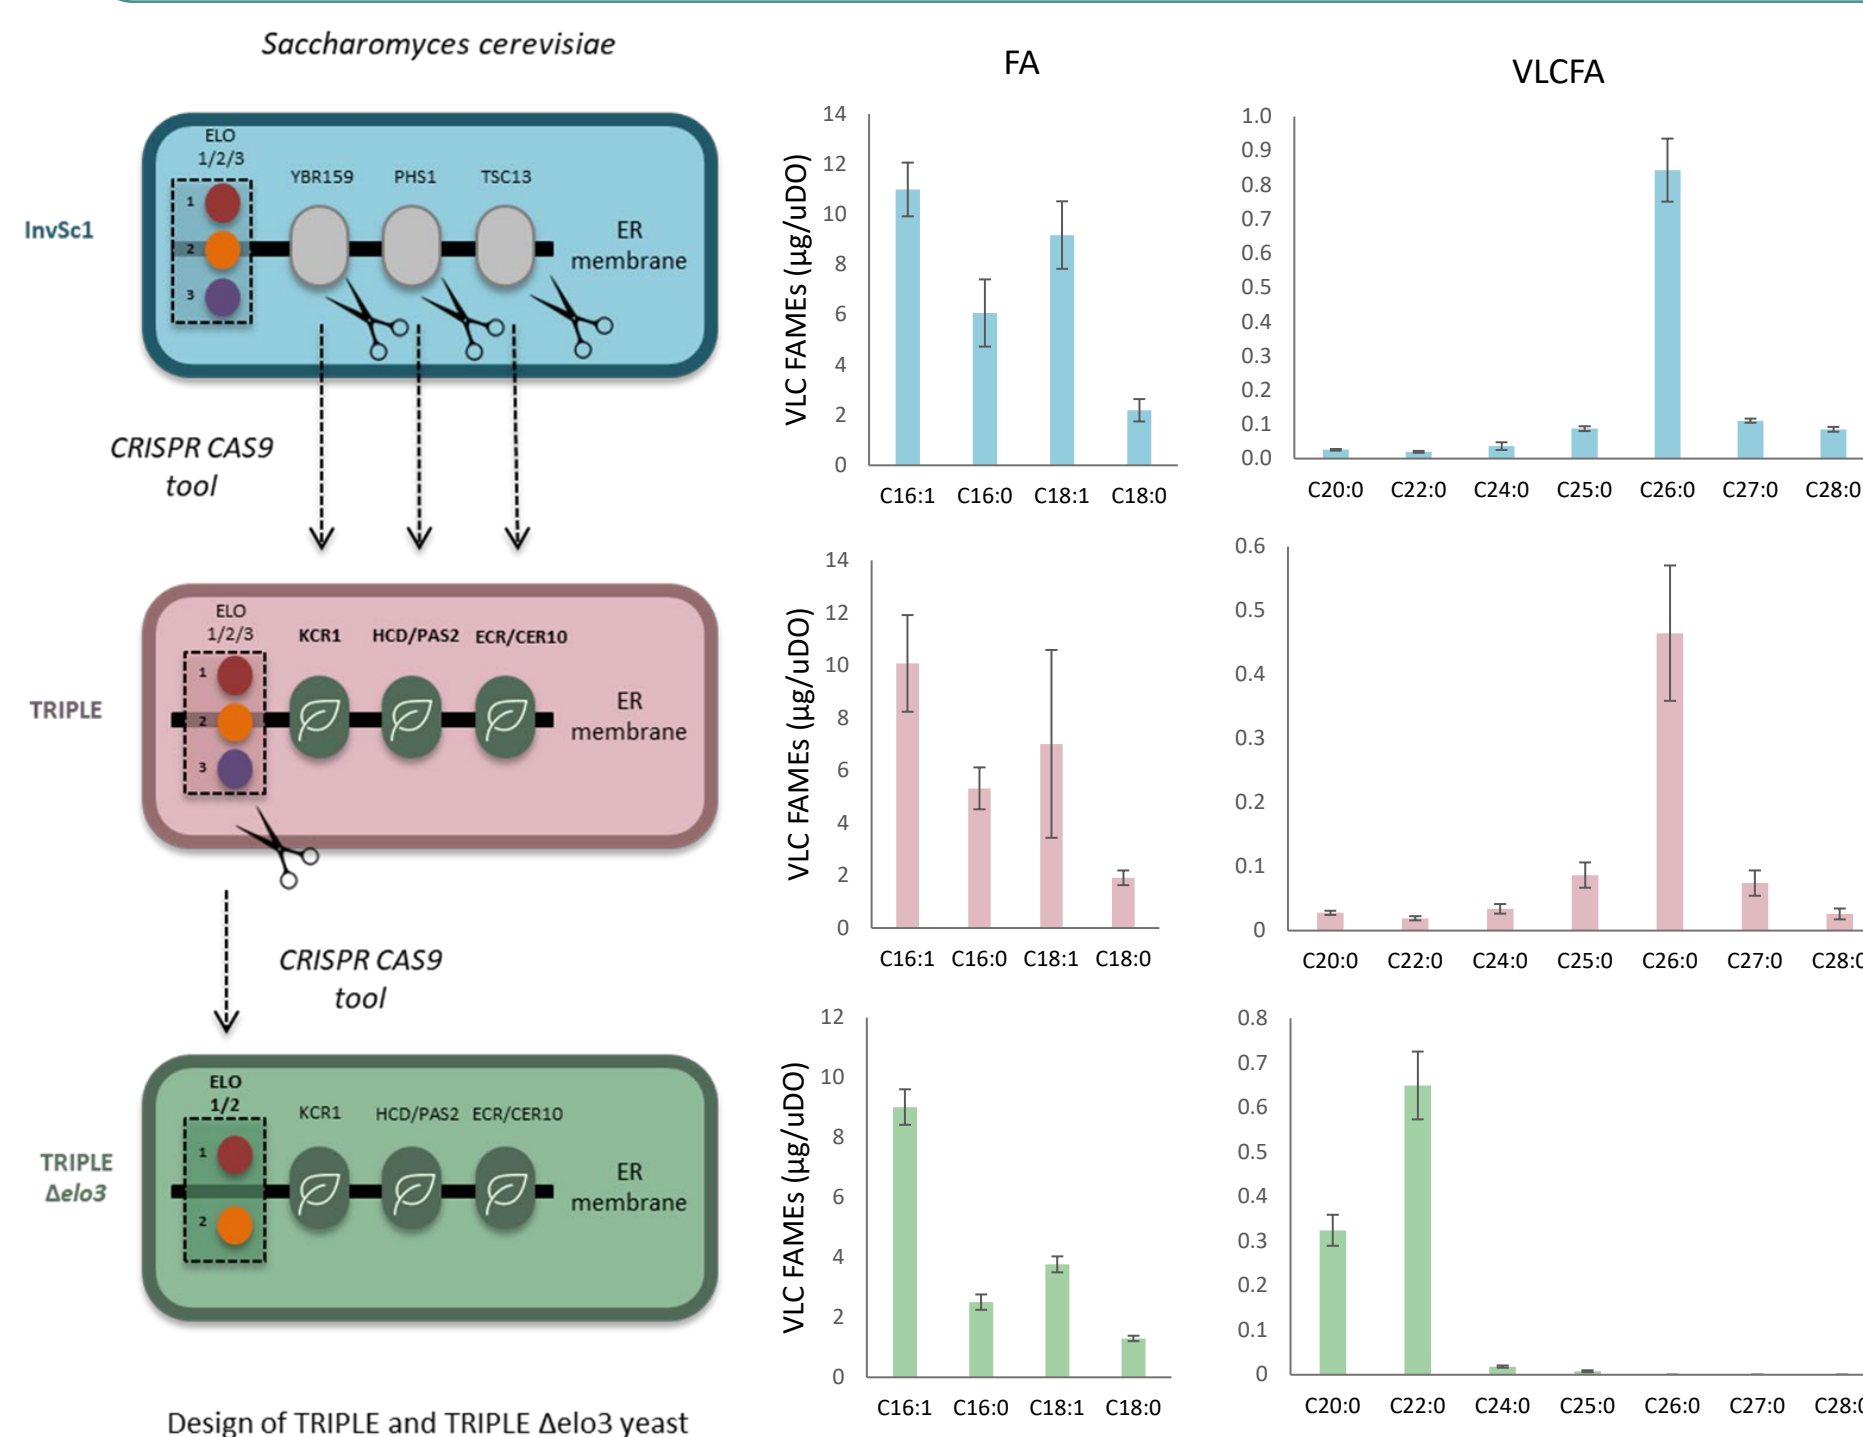 Saccharomyces cerevisiae
InvSc1
ELO
1/2/3
1
2
3
YBR159
PHS1
TSC13
ER
membrane
CRISPR CAS9
tool
TRIPLE
ELO
1/2/3
1
2
3
KCR1
HCD/PAS2
ECR/CER10
ER
membrane
CRISPR CAS9
tool
TRIPLE
Δelo3
ELO
1/2
1
2
KCR1
HCD/PAS2
ECR/CER10
ER
membrane
Design of TRIPLE and TRIPLE Δelo3 yeast
FA
VLC FAMEs (µg/uDO)
14
12
10
8
6
4
2
0
C16:1 C16:0 C18:1 C18:0
VLCFA
1.0
0.9
0.8
0.7
0.6
0.5
0.4
0.3
0.2
0.1
0.0
C20:0 C22:0 C24:0 C25:0 C26:0 C27:0 C28:0
VLC FAMEs (µg/uDO)
14
12
10
8
6
4
2
0
C16:1 C16:0 C18:1 C18:0
0.6
0.5
0.4
0.3
0.2
0.1
0
C20:0 C22:0 C24:0 C25:0 C26:0 C27:0 C28:0
VLC FAMEs (µg/uDO)
12
10
8
6
4
2
0
C16:1 C16:0 C18:1 C18:0
0.8
0.7
0.6
0.5
0.4
0.3
0.2
0.1
0
C20:0 C22:0 C24:0 C25:0 C26:0 C27:0 C28:0